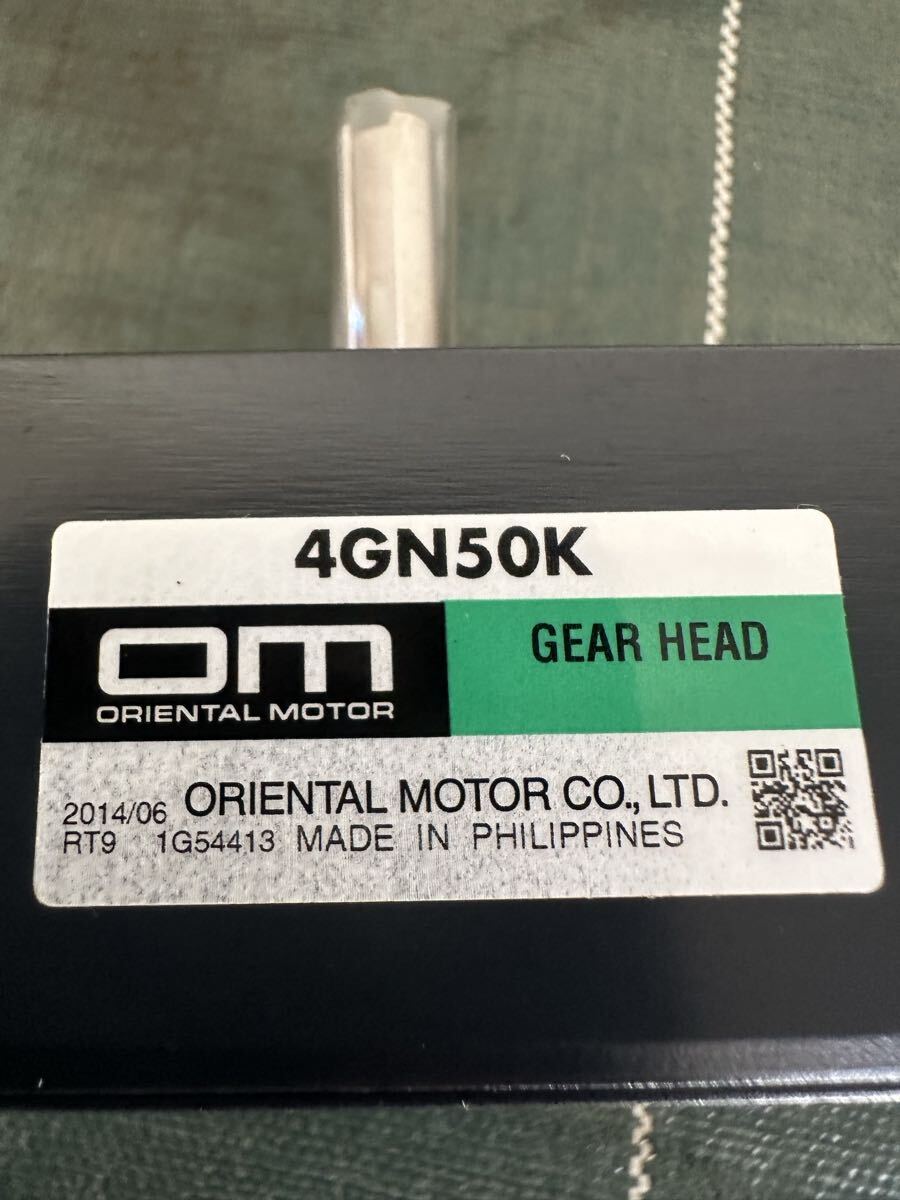 4GN50K
OM
ORIENTAL MOTOR
GEAR HEAD
2014/06 ORIENTAL MOTOR CO., LTD.
RT9 1G54413 MADE IN PHILIPPINES